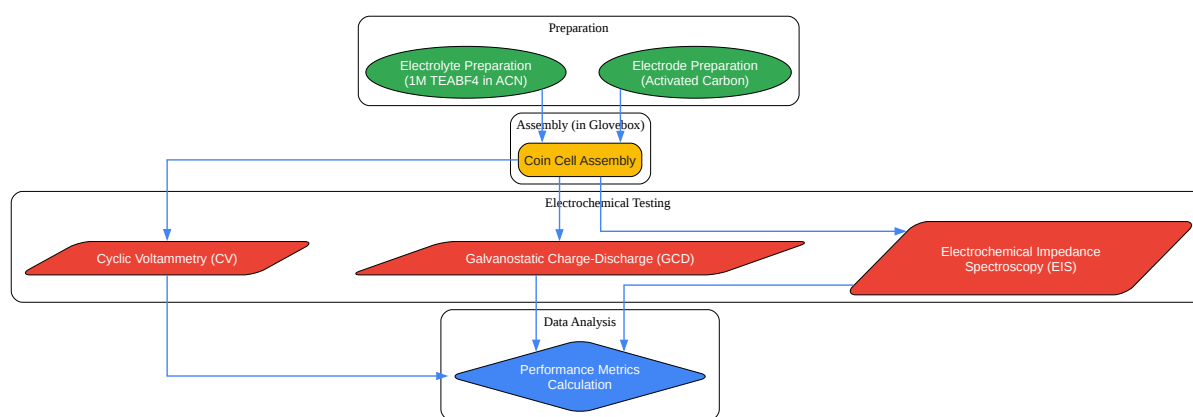 Preparation
Electrolyte Preparation
(1M TEABF4 in ACN)
Electrode Preparation
(Activated Carbon)
Assembly (in Glovebox)
Coin Cell Assembly
Electrochemical Testing
Cyclic Voltammetry (CV)
Galvanostatic Charge-Discharge (GCD)
Electrochemical Impedance
Spectroscopy (EIS)
Data Analysis
Performance Metrics
Calculation